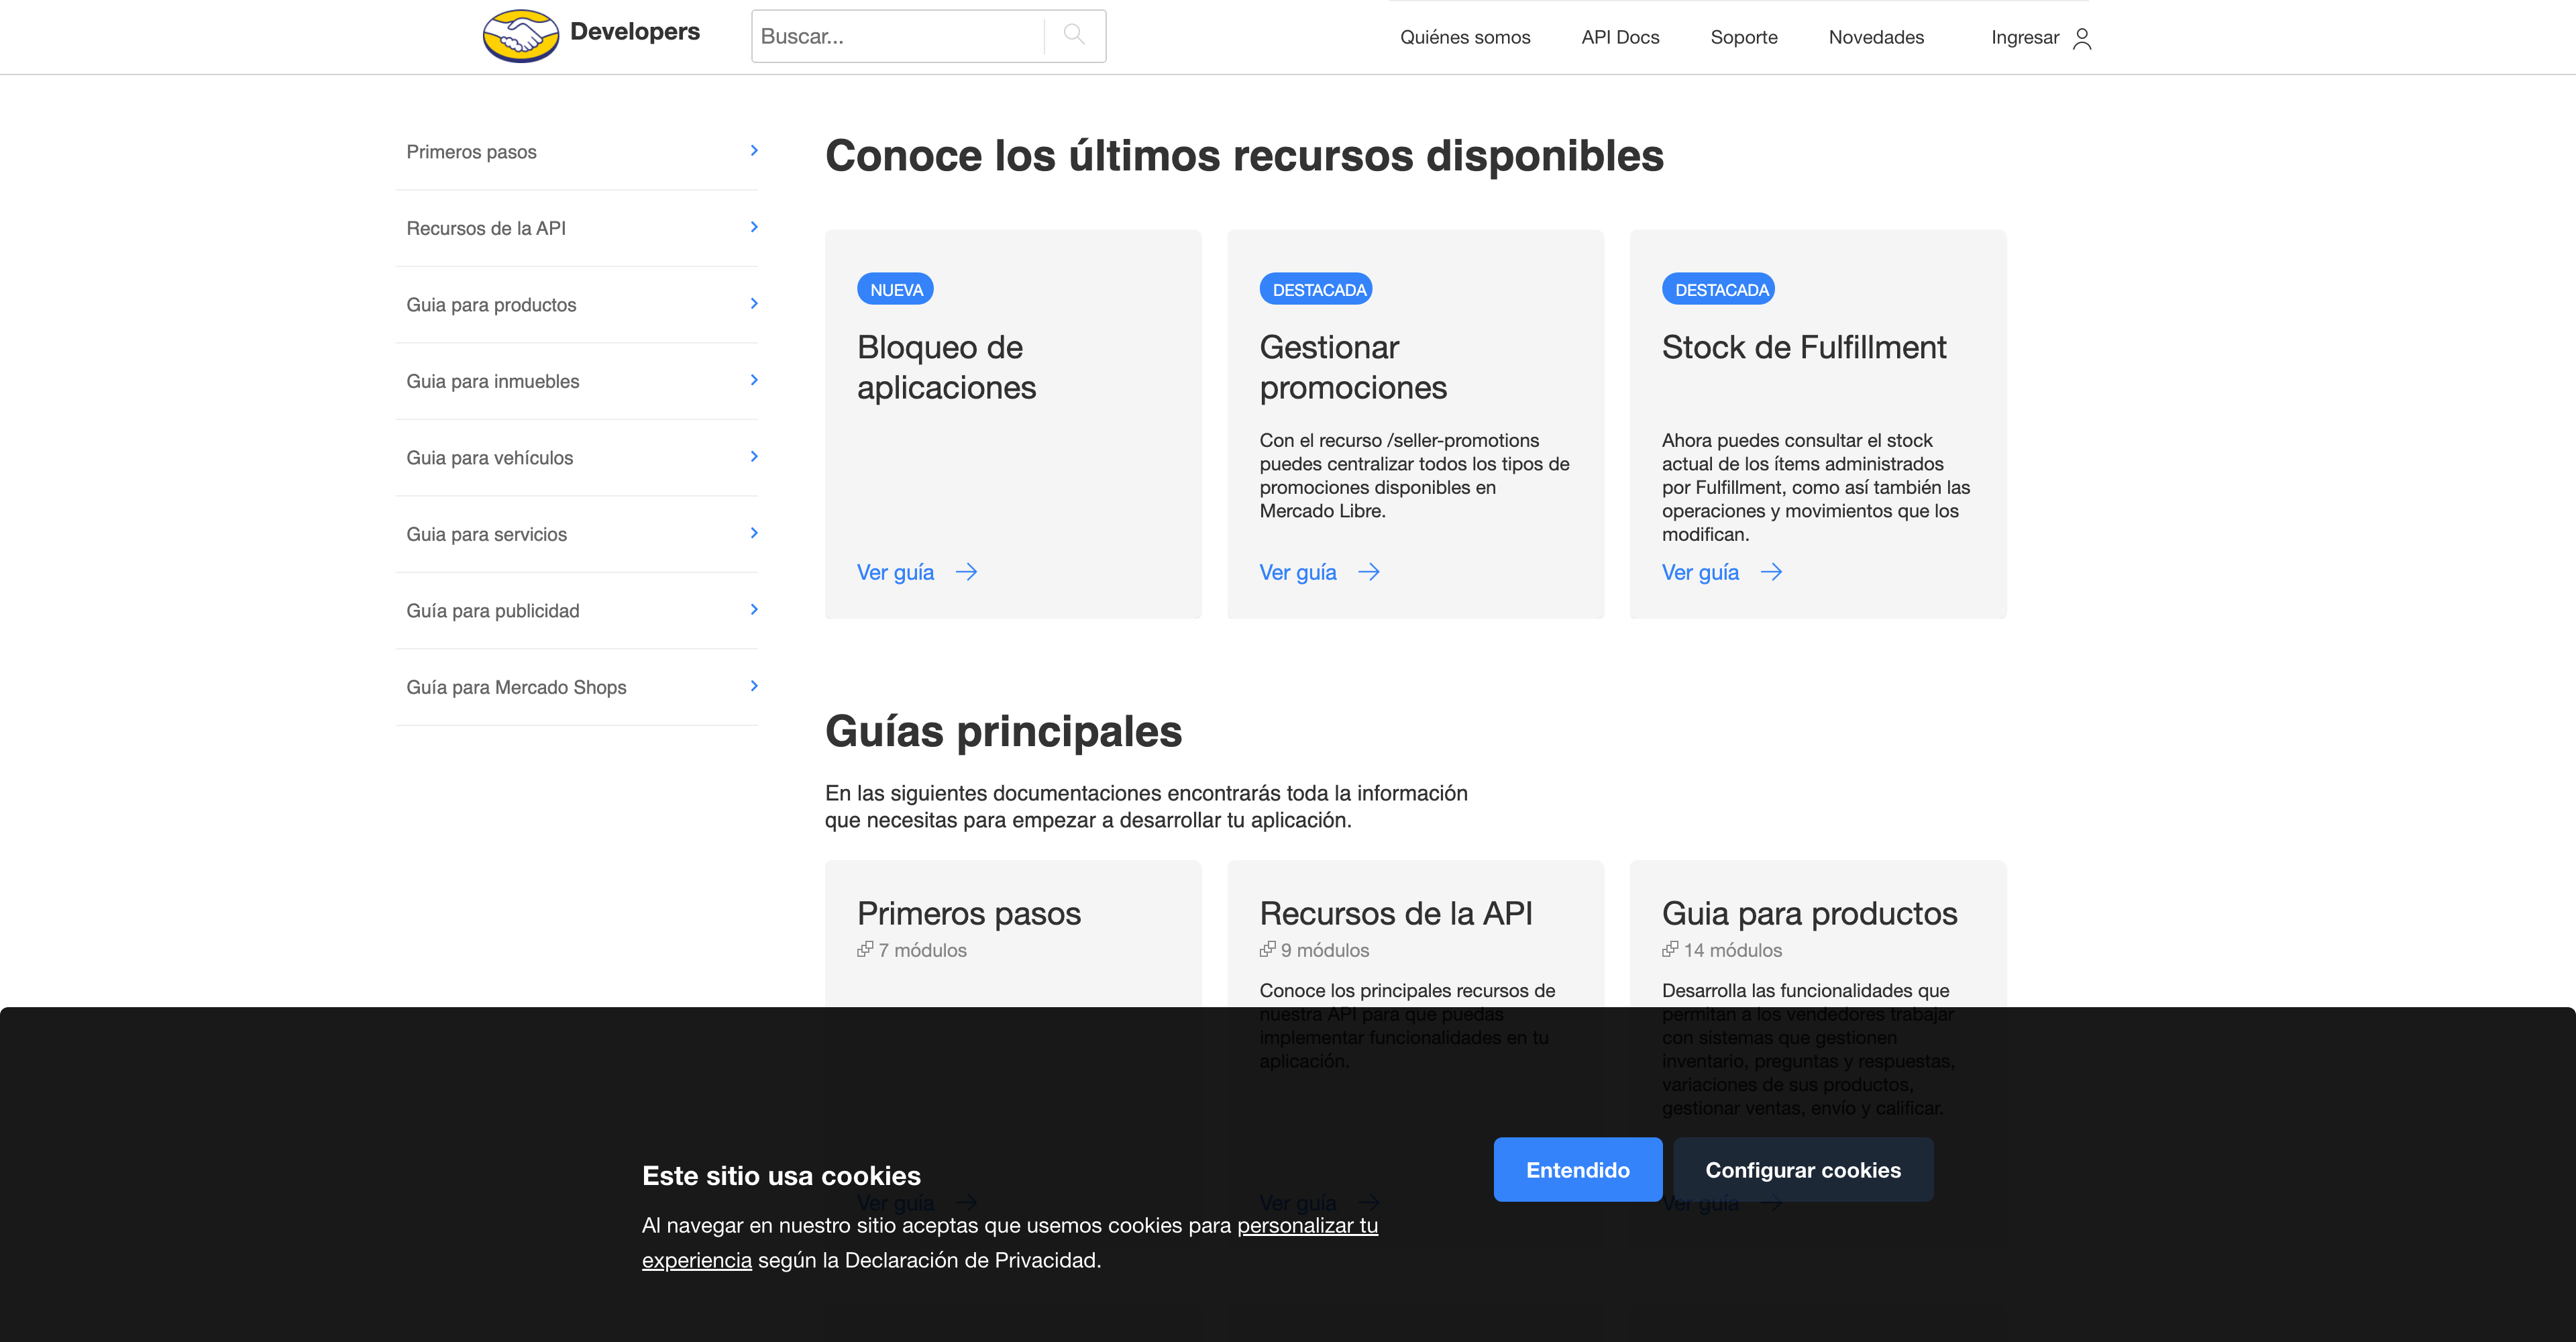 Developers
Buscar...
Quiénes somos
API Docs
Soporte
Novedades
Ingresar
Primeros pasos
Recursos de la API
Guia para productos
Guia para inmuebles
Guia para vehículos
Guia para servicios
Guía para publicidad
Guía para Mercado Shops
Conoce los últimos recursos disponibles
NUEVA
Bloqueo de
aplicaciones
Ver guía
DESTACADA
Gestionar
promociones
Con el recurso /seller-promotions
puedes centralizar todos los tipos de
promociones disponibles en
Mercado Libre.
Ver guía
DESTACADA
Stock de Fulfillment
Ahora puedes consultar el stock
actual de los ítems administrados
por Fulfillment, como así también las
operaciones y movimientos que los
modifican.
Ver guía
Guías principales
En las siguientes documentaciones encontrarás toda la información
que necesitas para empezar a desarrollar tu aplicación.
Primeros pasos
7 módulos
Ver guía
Recursos de la API
9 módulos
Conoce los principales recursos de
nuestra API para que puedas
implementar funcionalidades en tu
aplicación.
Ver guía
Guia para productos
14 módulos
Desarrolla las funcionalidades que
permitan a los vendedores trabajar
con sistemas que gestionen
inventario, preguntas y respuestas,
variaciones de sus productos,
gestionar ventas, envío y calificar.
Ver guía
Este sitio usa cookies
Al navegar en nuestro sitio aceptas que usemos cookies para personalizar tu
experiencia según la Declaración de Privacidad.
Entendido
Configurar cookies